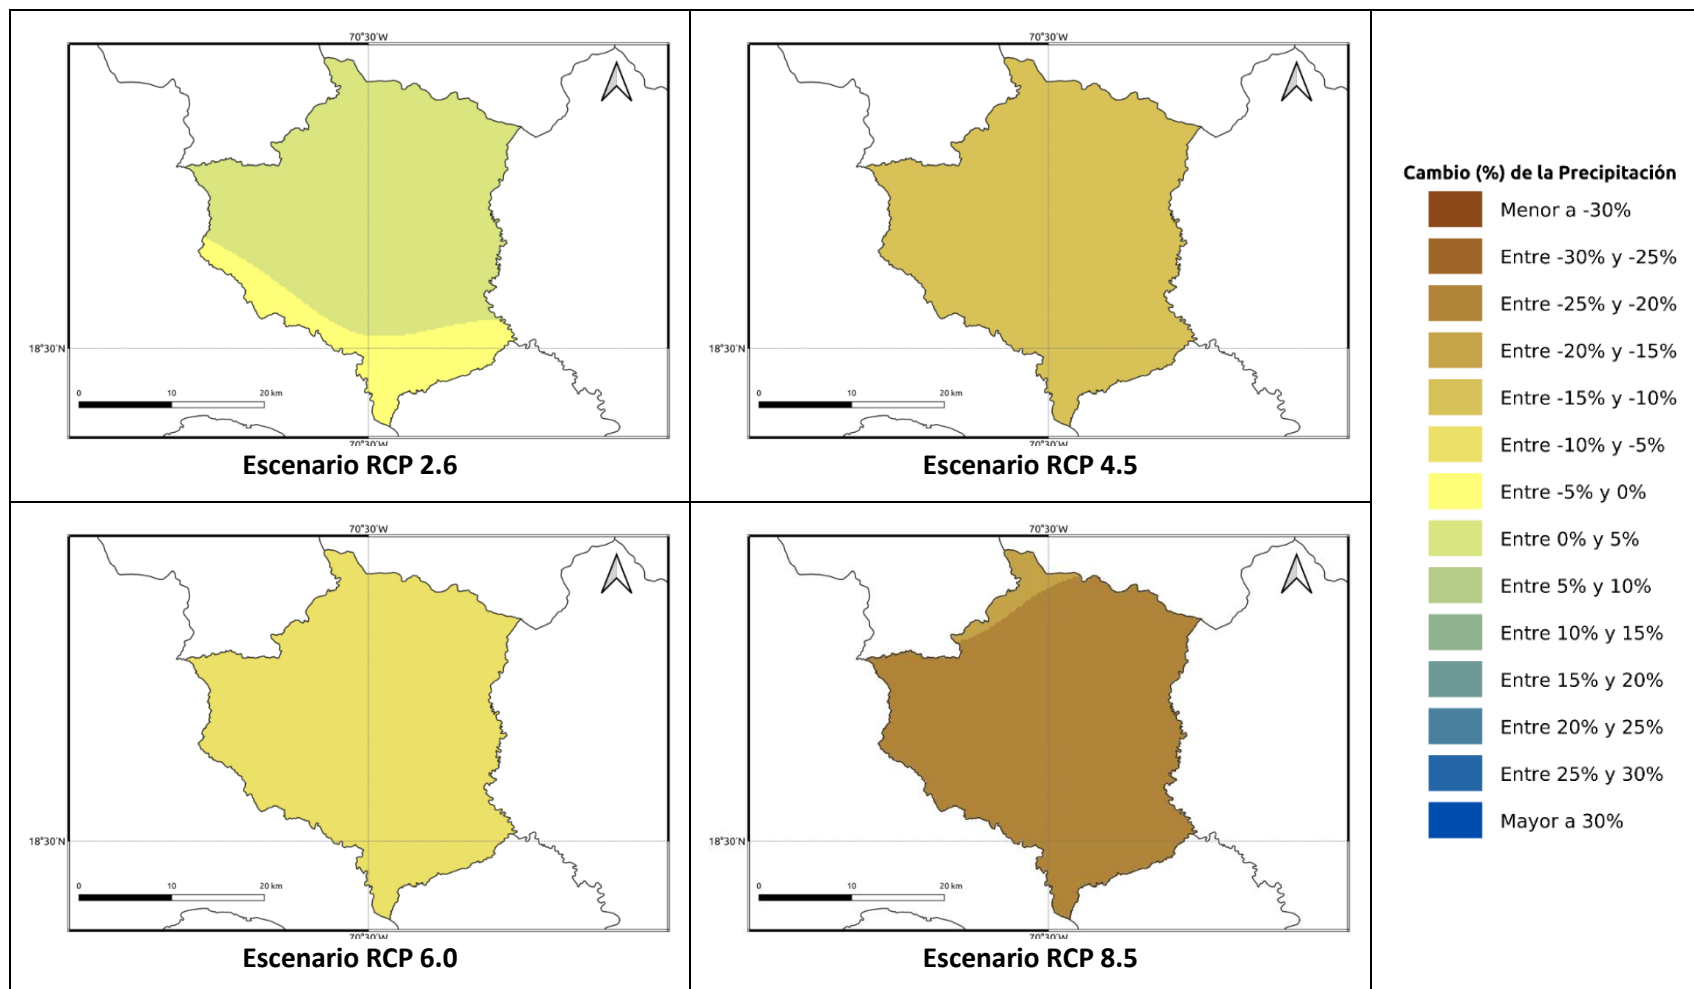 70°30'W
18°30'N
0 10 20 km
70°30'W
Escenario RCP 2.6
70°30'W
18°30'N
0 10 20 km
70°30'W
Escenario RCP 4.5
70°30'W
18°30'N
0 10 20 km
70°30'W
Escenario RCP 6.0
70°30'W
18°30'N
0 10 20 km
70°30'W
Escenario RCP 8.5
Cambio (%) de la Precipitación
Menor a -30%
Entre -30% y -25%
Entre -25% y -20%
Entre -20% y -15%
Entre -15% y -10%
Entre -10% y -5%
Entre -5% y 0%
Entre 0% y 5%
Entre 5% y 10%
Entre 10% y 15%
Entre 15% y 20%
Entre 20% y 25%
Entre 25% y 30%
Mayor a 30%